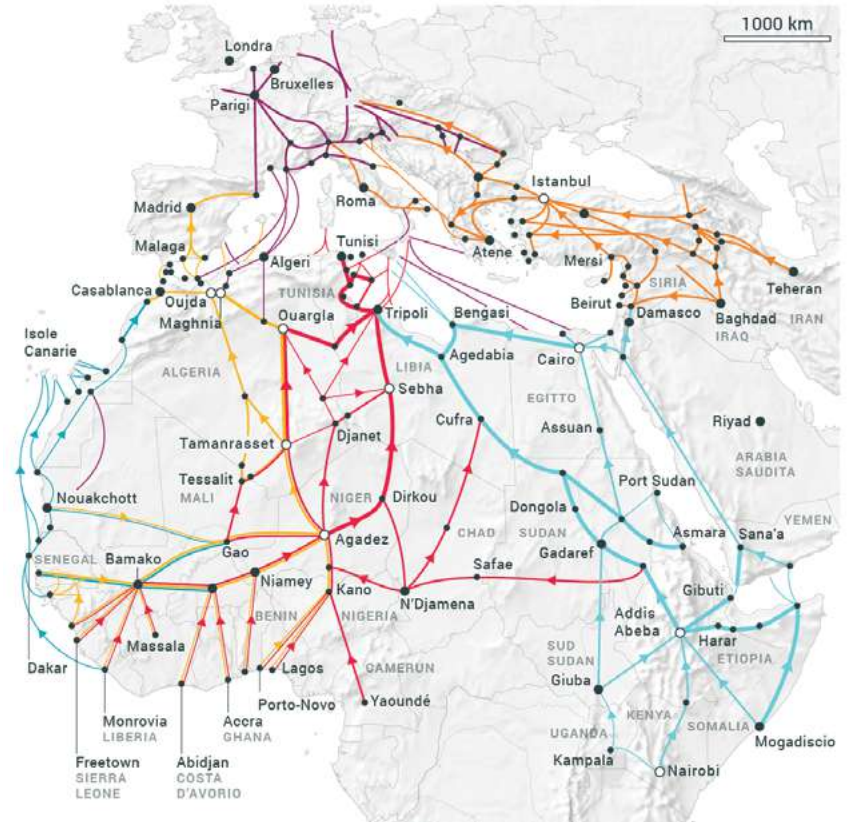 1000 km
Londra
Bruxelles
Parigi
Istanbul
Madrid
Roma
Malaga
Tunisi
Atene
Mersi
Algeri
SIRIA
Teheran
Casablanca
Oujda
TUNISIA
Beirut
Maghnia
Ouargla
Tripoli
Bengasi
Damasco
Baghdad
IRAN
IRAQ
Isole
Canarie
LIBIA
Agedabia
Cairo
ALGERIA
Sebha
EGITTO
Cufra
Assuan
Riyad
Tamanrasset
Djanet
ARABIA
SAUDITA
Tessalit
MALI
NIGER
Dirkou
Port Sudan
Nouakchott
Dongola
CHAD
SUDAN
Asmara
Sana'a
YEMEN
Agadez
Gao
Gadaref
SENEGAL
Bamako
Niamey
Safae
Kano
Gibuti
BENIN
NIGERIA
N'Djamena
Addis
Abeba
Massala
Harar
Dakar
Lagos
CAMERUN
SUD
SUDAN
ETIOPIA
Porto-Novo
Giuba
Yaoundé
KENYA
SOMALIA
Monrovia
LIBERIA
Accra
GHANA
UGANDA
Mogadiscio
Kampala
Freetown
SIERRA
LEONE
Abidjan
COSTA
D'AVORIO
Nairobi